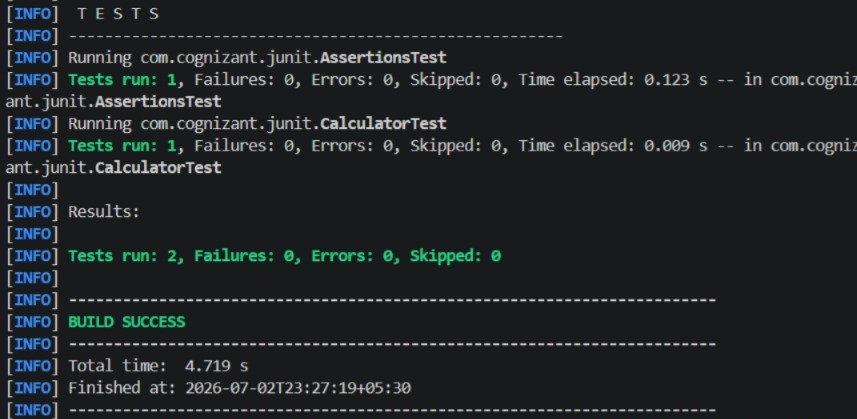 [INFO]  T E S T S
[INFO] -------------------------------------------------------
[INFO] Running com.cognizant.junit.AssertionsTest
[INFO] Tests run: 1, Failures: 0, Errors: 0, Skipped: 0, Time elapsed: 0.123 s -- in com.cogniz
ant.junit.AssertionsTest
[INFO] Running com.cognizant.junit.CalculatorTest
[INFO] Tests run: 1, Failures: 0, Errors: 0, Skipped: 0, Time elapsed: 0.009 s -- in com.cogniz
ant.junit.CalculatorTest
[INFO]
[INFO] Results:
[INFO]
[INFO] Tests run: 2, Failures: 0, Errors: 0, Skipped: 0
[INFO]
[INFO] ------------------------------------------------------------------------
[INFO] BUILD SUCCESS
[INFO] ------------------------------------------------------------------------
[INFO] Total time:  4.719 s
[INFO] Finished at: 2026-07-02T23:27:19+05:30
[INFO] ------------------------------------------------------------------------